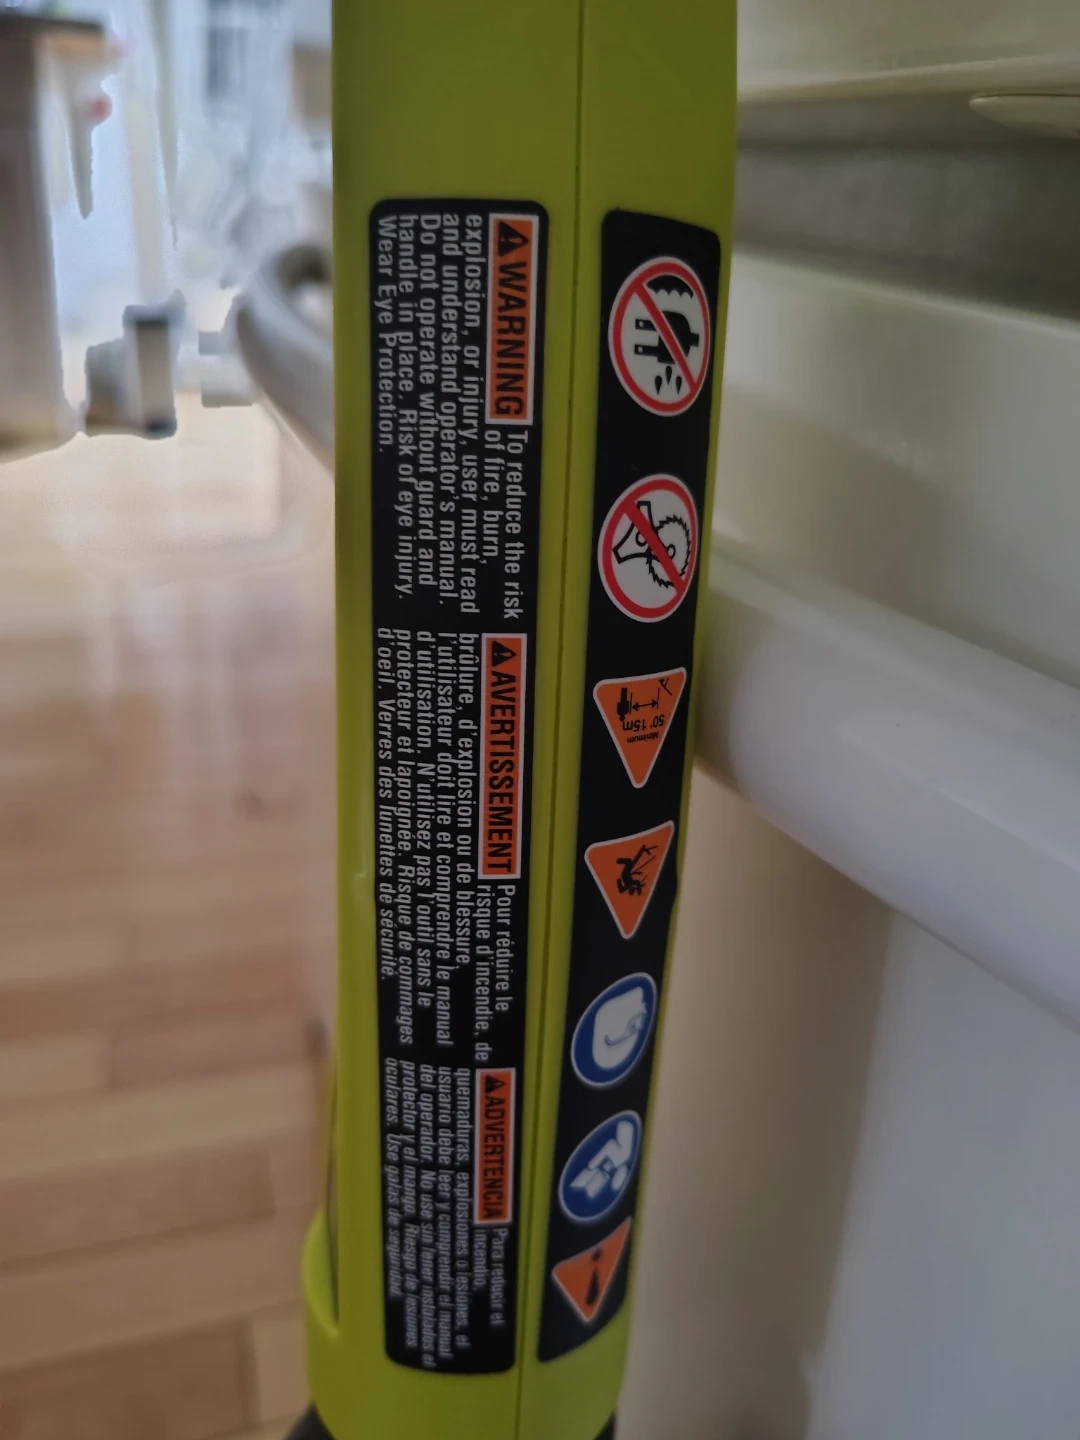 ⚠WARNING To reduce the risk
of fire, burn,
explosion, or injury, user must read
and understand operator's manual.
Do not operate without guard and
handle in place. Risk of eye injury.
Wear Eye Protection.
⚠AVERTISSEMENT Pour réduire le
risque d'incendie, de
brûlure, d'explosion ou de blessure,
l'utilisateur doit lire et comprendre le manual
d'utilisation. N'utilisez pas l'outil sans le
protecteur et lapoignée. Risque de commages
d'oeil. Verres des lunettes de sécurité.
⚠ADVERTENCIA Para reducir el
incendio,
quemaduras, explosiones o lesiones, el
usuario debe leer y comprendir el manual
del operador. No use sin tener instalados el
protector y el mango. Riesgo de lesiones
oculares. Use gafas de seguridad.
50' 15m
Minimum